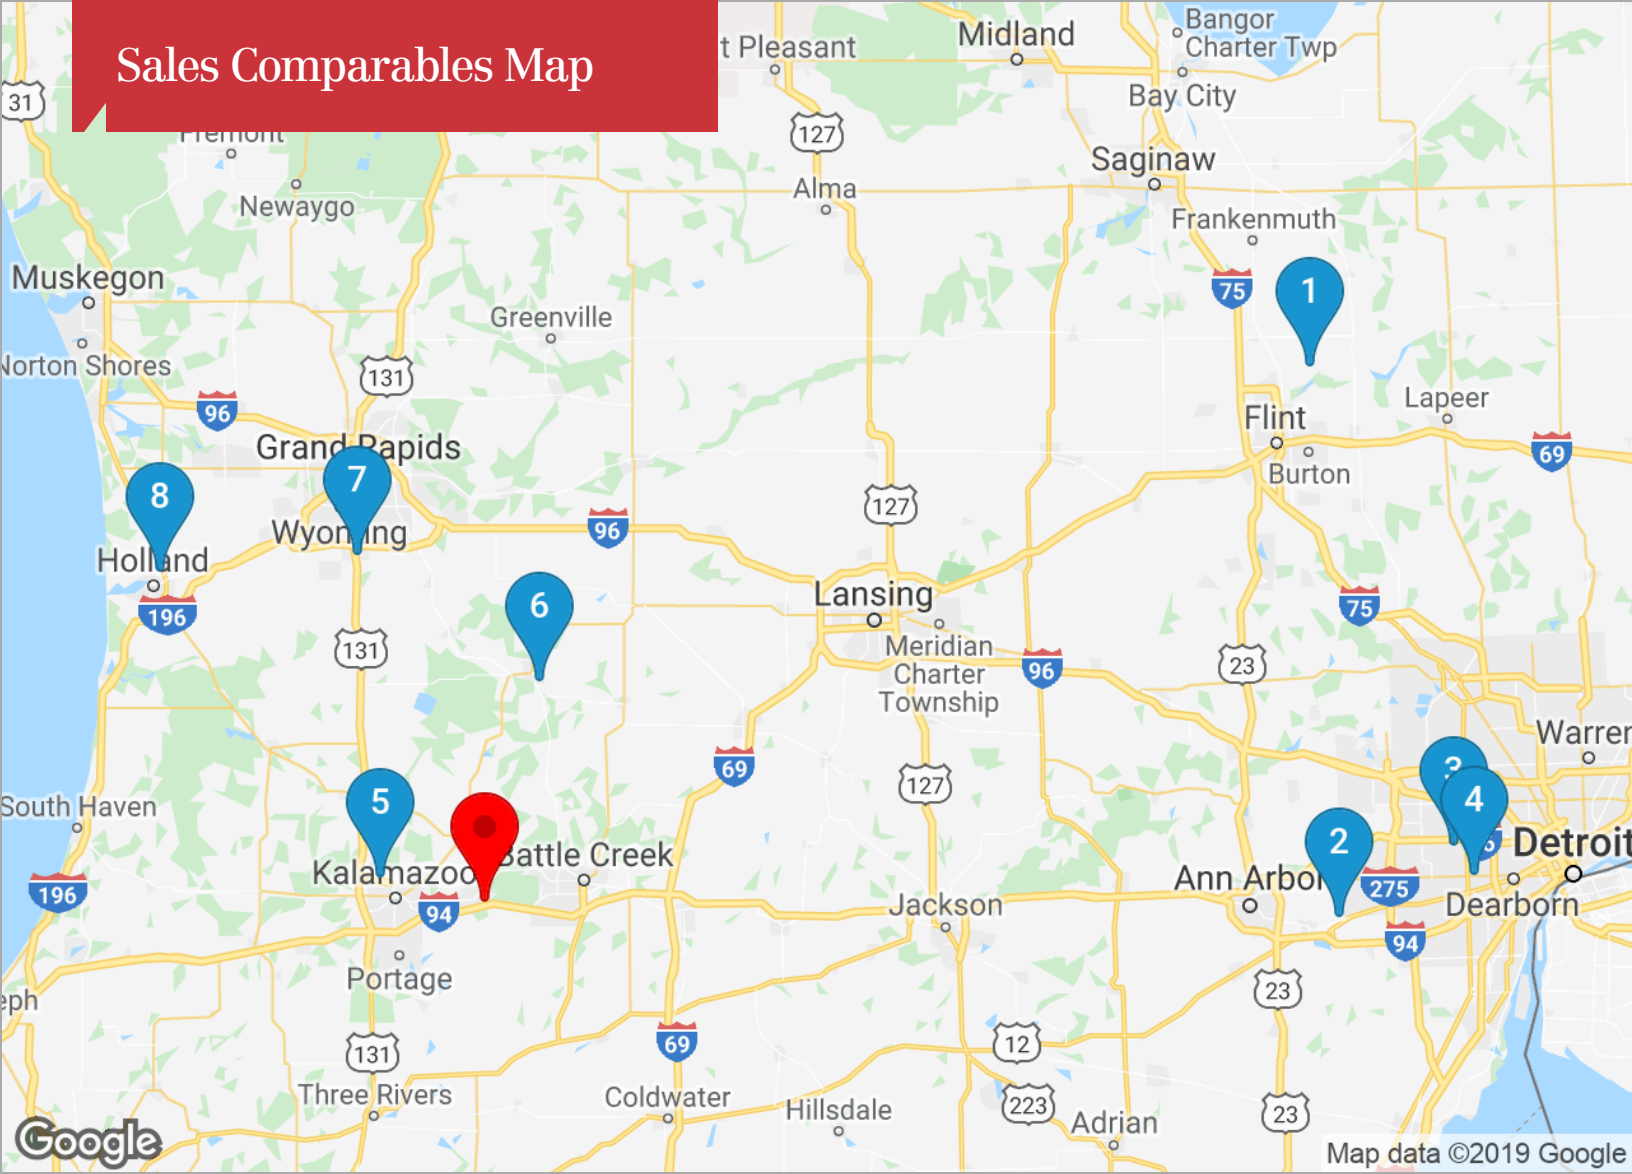 Sales Comparables Map
t Pleasant
Midland
Bangor
Charter Twp
Bay City
31
Fremont
127
Saginaw
Alma
Newaygo
Frankenmuth
Muskegon
75
1
Greenville
Norton Shores
131
96
Lapeer
Flint
Grand Rapids
69
Burton
8
7
127
96
Wyoming
Holland
196
6
Lansing
75
131
Meridian
Charter
Township
96
23
Warrer
69
3
127
5
4
South Haven
2
Detroit
Battle Creek
Kalamazoo
Ann Arbor
275
196
94
Jackson
Dearborn
94
Portage
23
eph
69
12
131
Three Rivers
Coldwater
Hillsdale
223
Adrian
23
Google
Map data ©2019 Google